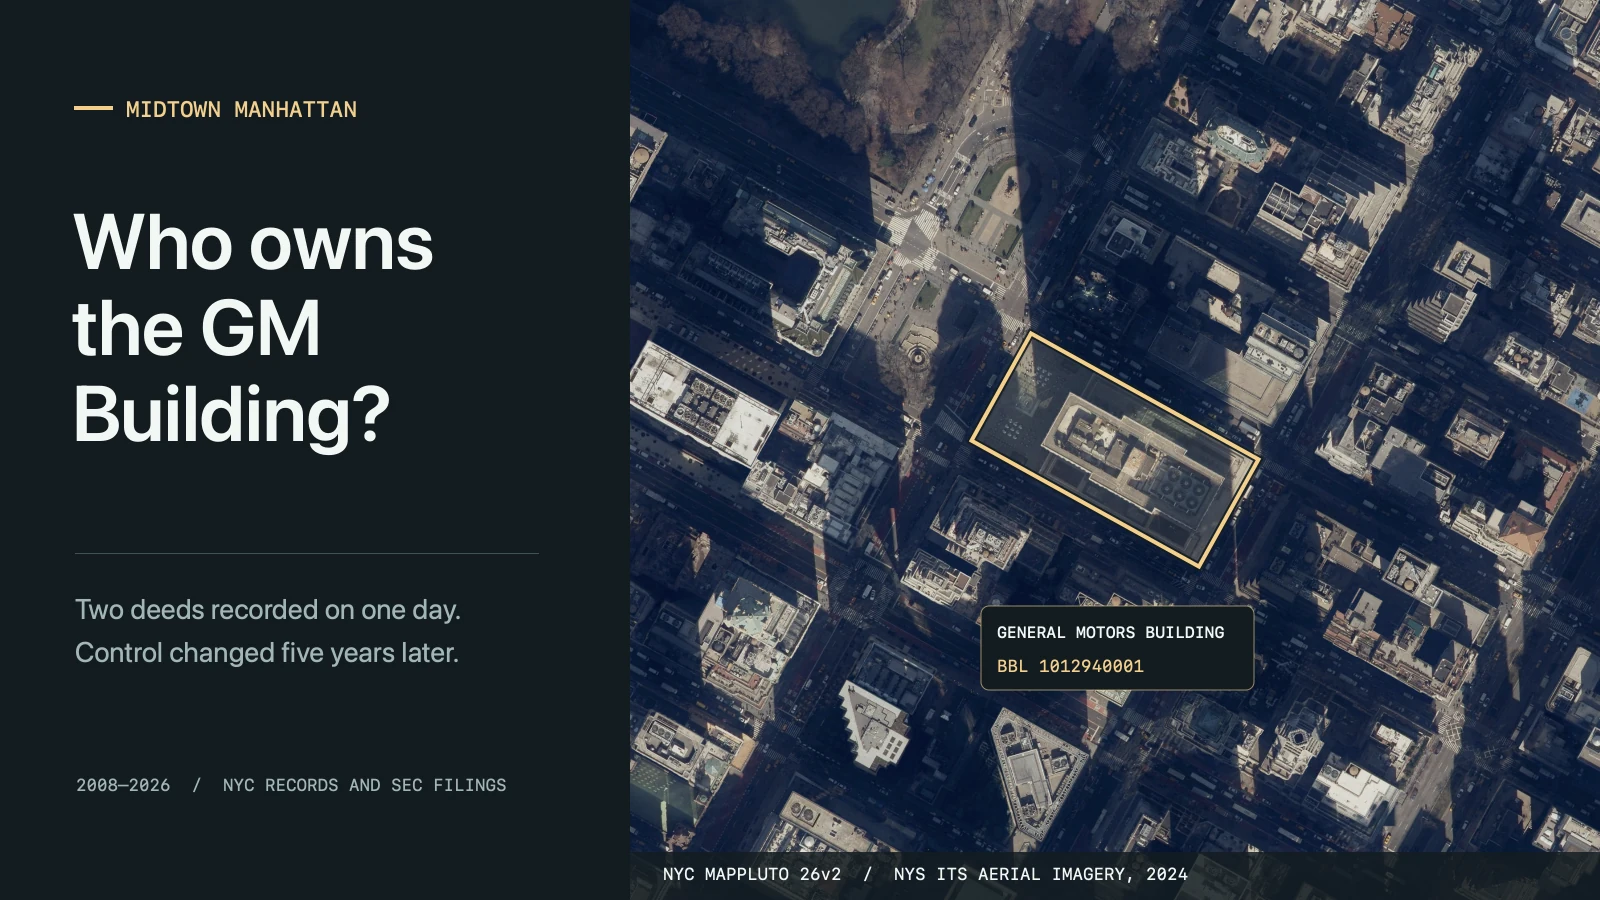 MIDTOWN MANHATTAN
Who owns
the GM
Building?
Two deeds recorded on one day.
Control changed five years later.
2008–2026 / NYC RECORDS AND SEC FILINGS
GENERAL MOTORS BUILDING
BBL 1012940001
NYC MAPPLUTO 26v2 / NYS ITS AERIAL IMAGERY, 2024